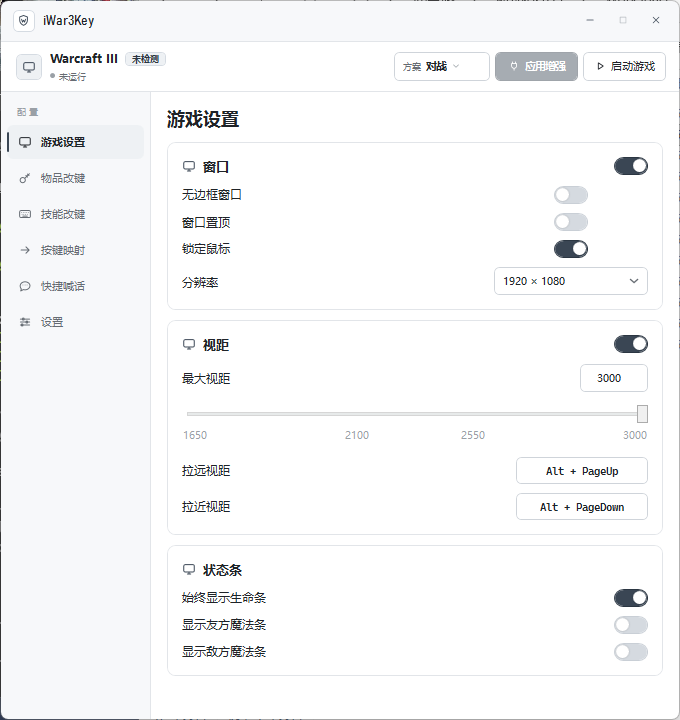 iWar3Key
Warcraft III 未检测
未运行
方案 对战
应用增强
启动游戏
配置
游戏设置
物品改键
技能改键
按键映射
快捷喊话
设置
游戏设置
窗口
无边框窗口
窗口置顶
锁定鼠标
分辨率 1920 × 1080
视距
最大视距 3000
1650 2100 2550 3000
拉远视距 Alt + PageUp
拉近视距 Alt + PageDown
状态条
始终显示生命条
显示友方魔法条
显示敌方魔法条